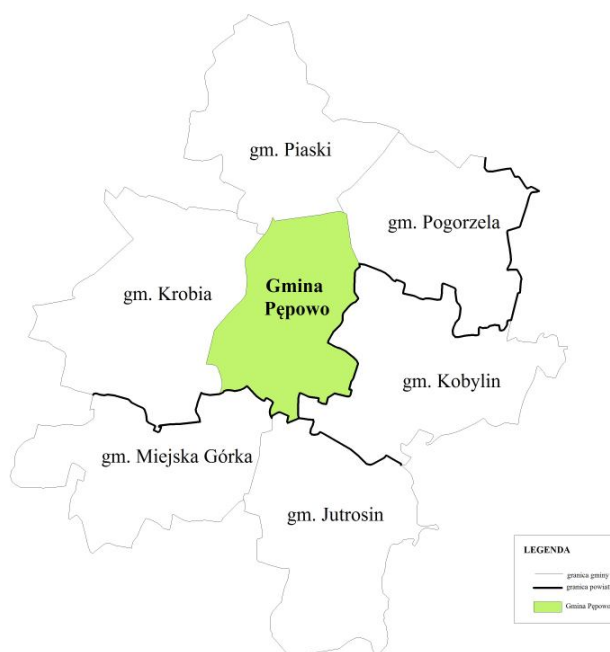 gm. Piaski
gm. Pogorzela
gm. Krobia
Gmina
Pępowo
gm. Kobylin
gm. Miejska Górka
gm. Jutrosin
LEGENDA
granica gminy
granica powiat
Gmina Pępowo